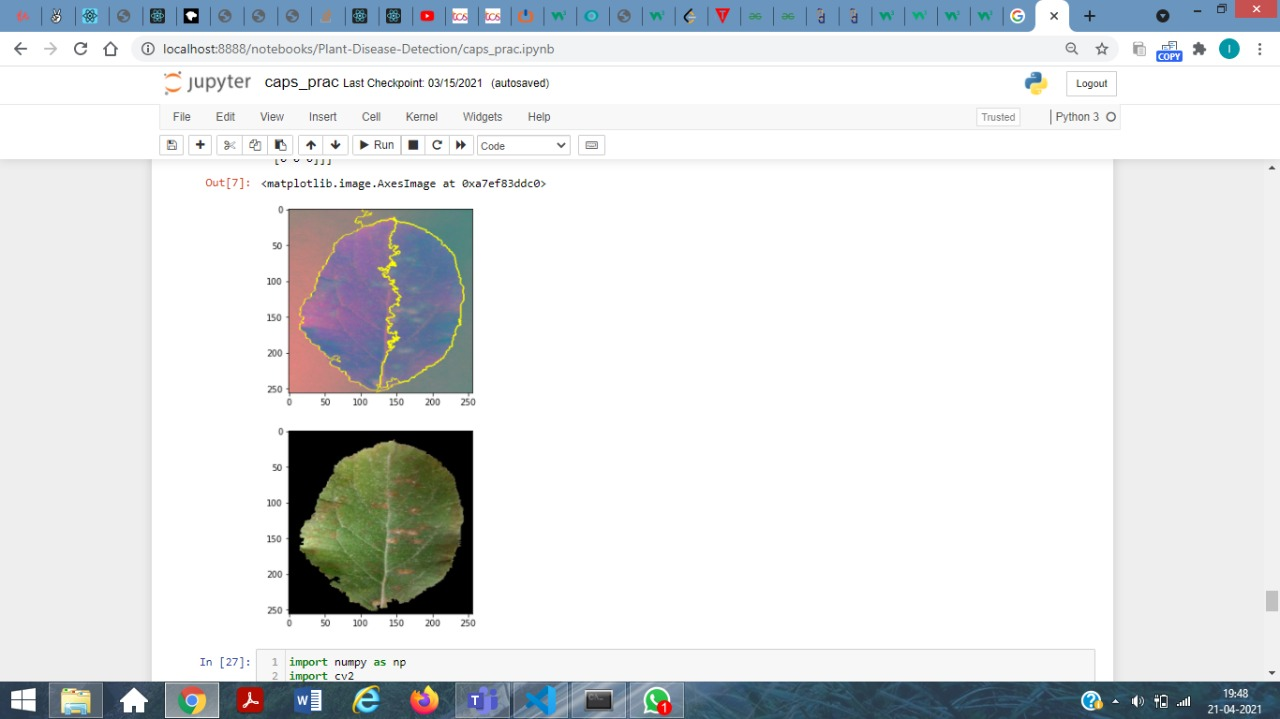 localhost:8888/notebooks/Plant-Disease-Detection/caps_prac.ipynb
COPY
I
jupyter caps_prac Last Checkpoint: 03/15/2021 (autosaved)
Logout
File Edit View Insert Cell Kernel Widgets Help
Trusted
Python 3
Run
Code
Out[7]: <matplotlib.image.AxesImage at 0xa7ef83ddc0>
0
50
100
150
200
250
0 50 100 150 200 250
0
50
100
150
200
250
0 50 100 150 200 250
In [27]:
1 import numpy as np
2 import cv2
1
19:48
21-04-2021